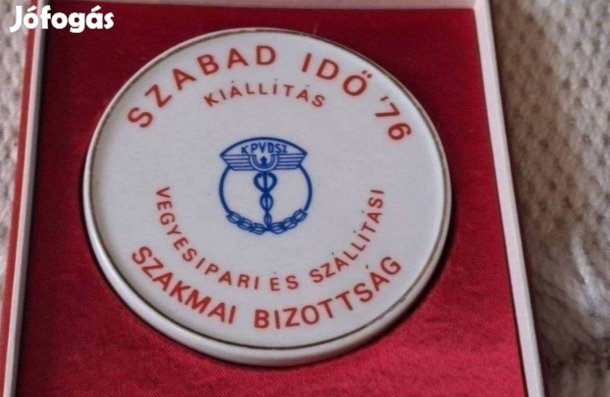 Jófogás
SZABAD IDŐ '76
KIÁLLÍTÁS
KPVDSZ
VEGYESIPARI ÉS SZÁLLÍTÁSI
SZAKMAI BIZOTTSÁG